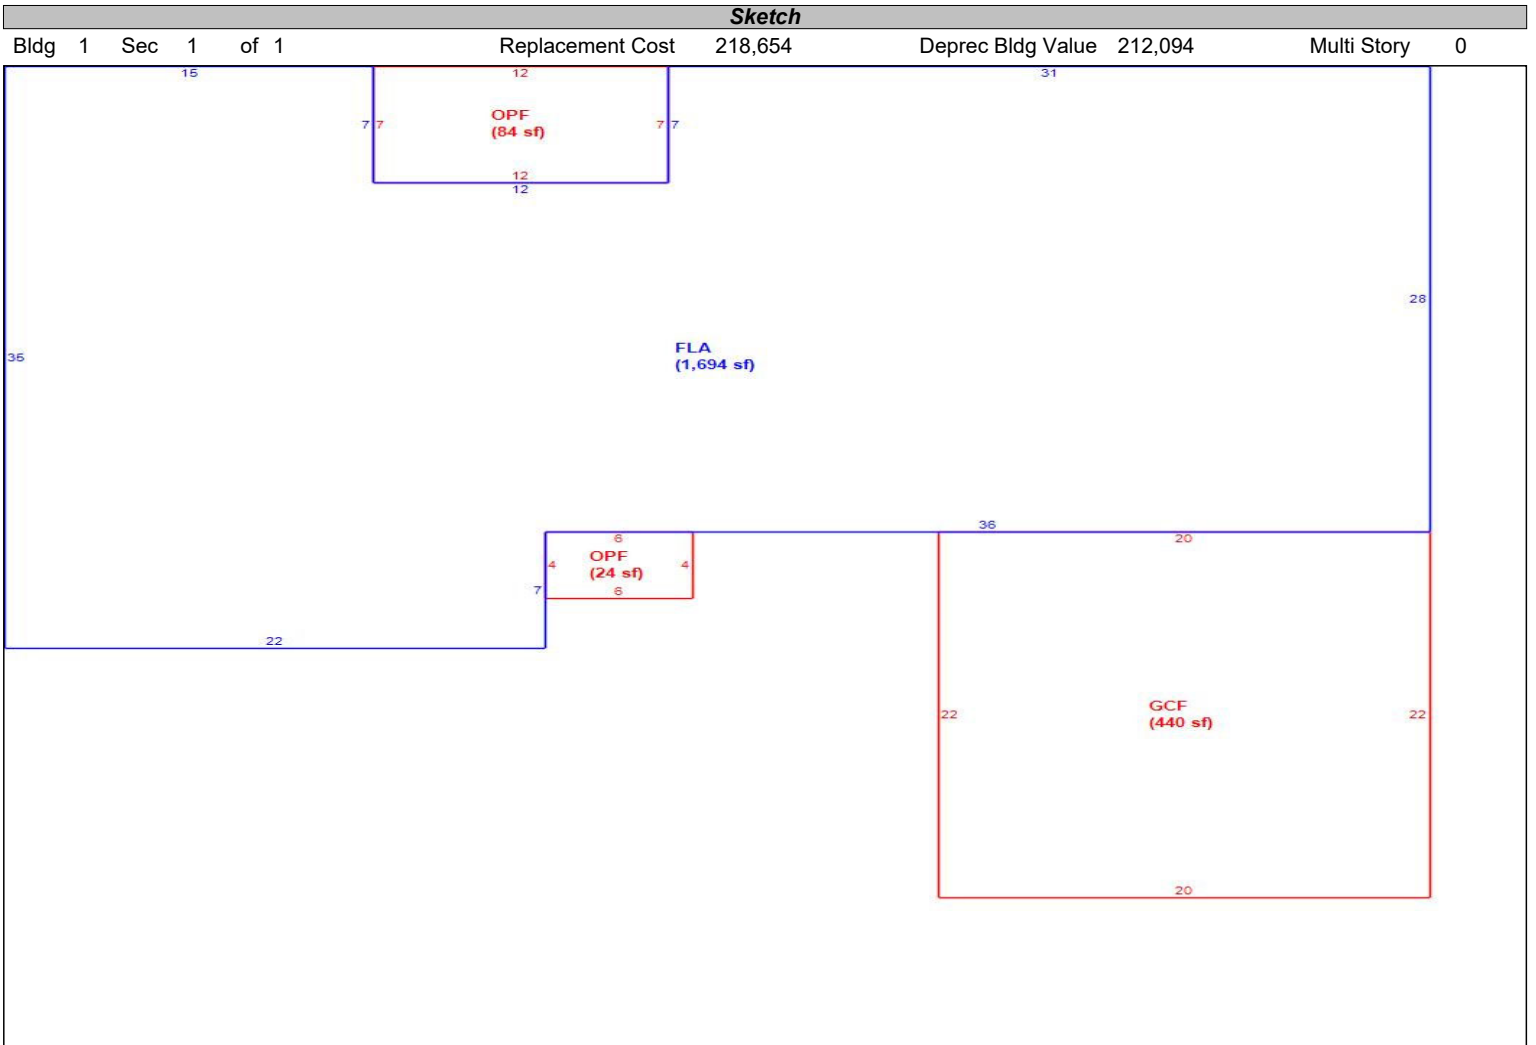 Sketch
Bldg 1 Sec 1 of 1 Replacement Cost 218,654 Deprec Bldg Value 212,094 Multi Story 0
15 12 31
OPF
7 7 7 7
(84 sf)
12
12
28
FLA
35
(1,694 sf)
36
6 20
OPF
4 4
(24 sf)
7 6
22
GCF
22 22
(440 sf)
20